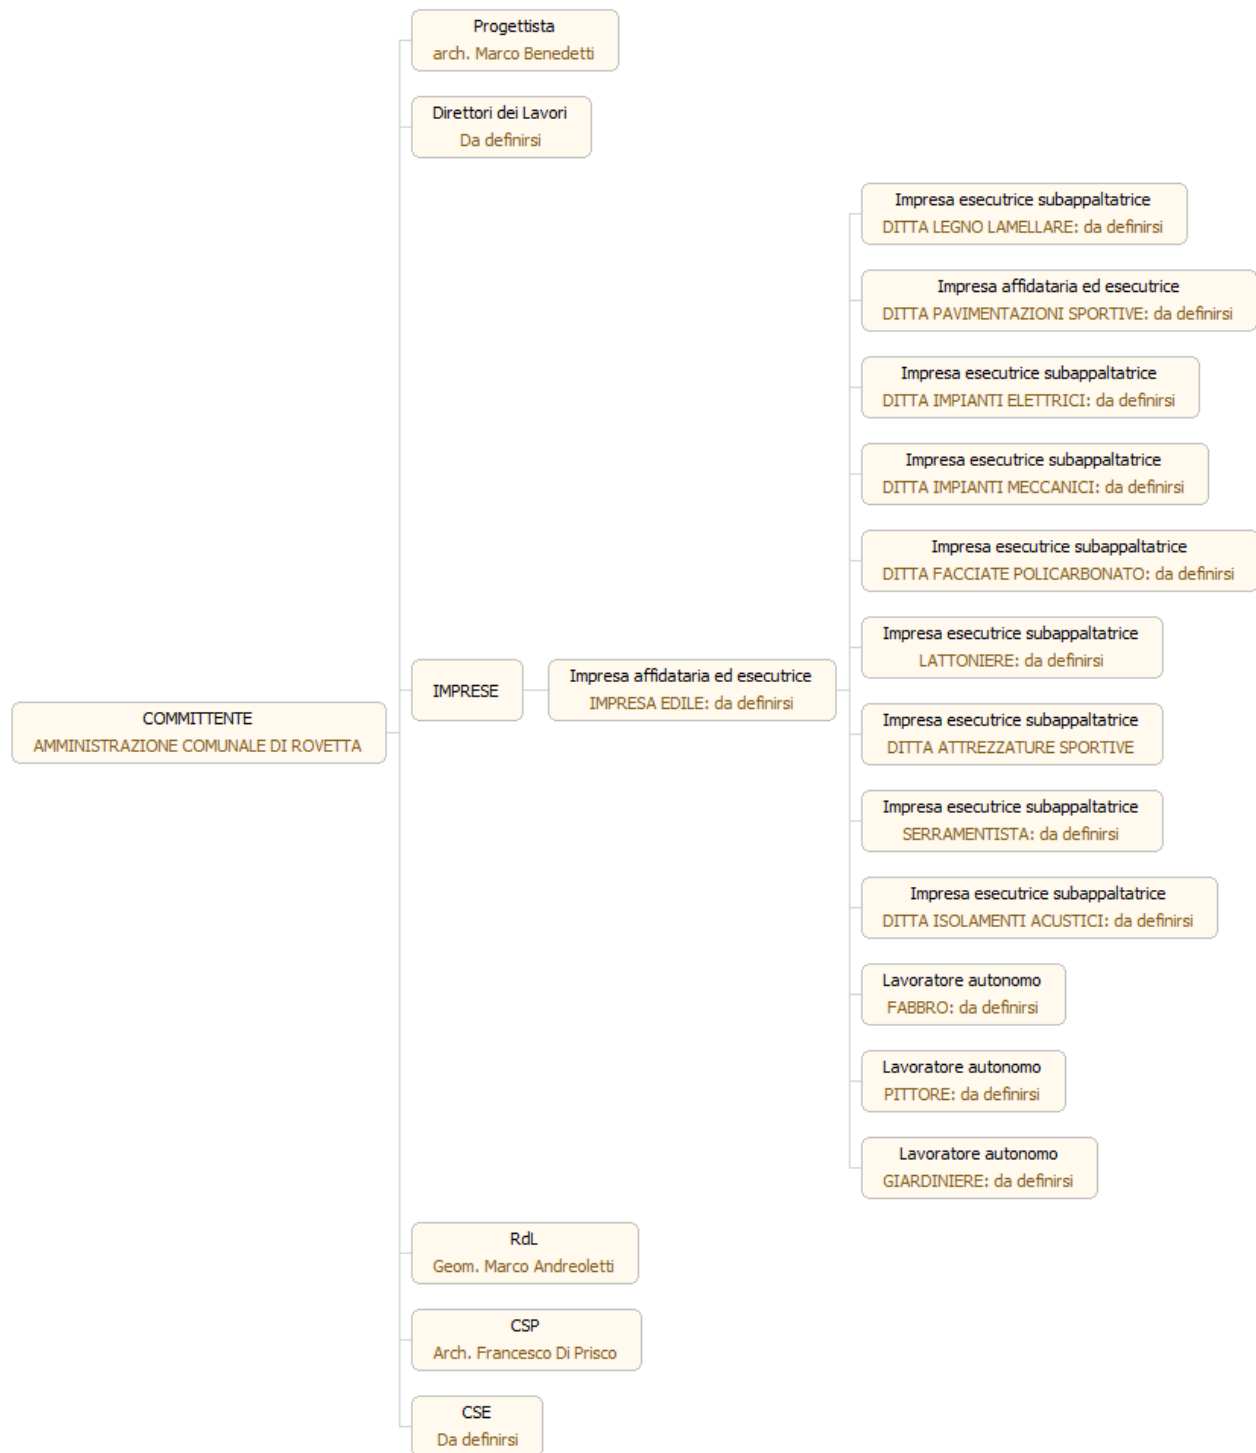 Progettista
arch. Marco Benedetti
Direttori dei Lavori
Da definirsi
Impresa esecutrice subappaltatrice
DITTA LEGNO LAMELLARE: da definirsi
Impresa affidataria ed esecutrice
DITTA PAVIMENTAZIONI SPORTIVE: da definirsi
Impresa esecutrice subappaltatrice
DITTA IMPIANTI ELETTRICI: da definirsi
Impresa esecutrice subappaltatrice
DITTA IMPIANTI MECCANICI: da definirsi
Impresa esecutrice subappaltatrice
DITTA FACCIATE POLICARBONATO: da definirsi
Impresa esecutrice subappaltatrice
LATTONIERE: da definirsi
IMPRESE
Impresa affidataria ed esecutrice
IMPRESA EDILE: da definirsi
COMMITTENTE
AMMINISTRAZIONE COMUNALE DI ROVETTA
Impresa esecutrice subappaltatrice
DITTA ATTREZZATURE SPORTIVE
Impresa esecutrice subappaltatrice
SERRAMENTISTA: da definirsi
Impresa esecutrice subappaltatrice
DITTA ISOLAMENTI ACUSTICI: da definirsi
Lavoratore autonomo
FABBRO: da definirsi
Lavoratore autonomo
PITTORE: da definirsi
Lavoratore autonomo
GIARDINIERE: da definirsi
RdL
Geom. Marco Andreoletti
CSP
Arch. Francesco Di Prisco
CSE
Da definirsi